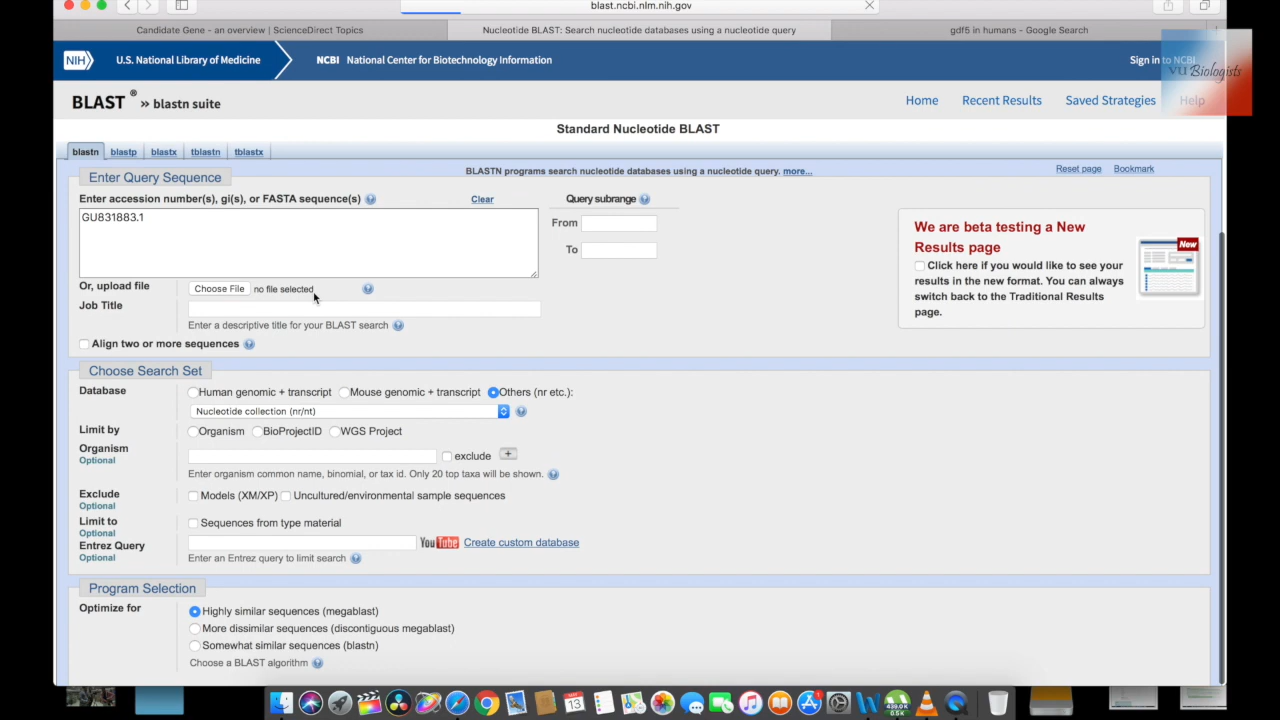 blast.ncbi.nlm.nih.gov
Candidate Gene - an overview | ScienceDirect Topics
Nucleotide BLAST: Search nucleotide databases using a nucleotide query
gdf5 in humans - Google Search
NIH U.S. National Library of Medicine NCBI National Center for Biotechnology Information Sign in to NCBI
vu Biologists
BLAST ® » blastn suite
Home Recent Results Saved Strategies Help
Standard Nucleotide BLAST
blastn blastp blastx tblastn tblastx
BLASTN programs search nucleotide databases using a nucleotide query. more...
Reset page Bookmark
Enter Query Sequence
Enter accession number(s), gi(s), or FASTA sequence(s) Clear
Query subrange
GU831883.1
From
To
Or, upload file Choose File no file selected
Job Title
Enter a descriptive title for your BLAST search
Align two or more sequences
We are beta testing a New
Results page
New
Click here if you would like to see your
results in the new format. You can always
switch back to the Traditional Results
page.
Choose Search Set
Database Human genomic + transcript Mouse genomic + transcript Others (nr etc.):
Nucleotide collection (nr/nt)
Limit by Organism BioProjectID WGS Project
Organism
Optional
exclude +
Enter organism common name, binomial, or tax id. Only 20 top taxa will be shown.
Exclude Models (XM/XP) Uncultured/environmental sample sequences
Optional
Limit to Sequences from type material
Optional
Entrez Query YouTube Create custom database
Optional Enter an Entrez query to limit search
Program Selection
Optimize for Highly similar sequences (megablast)
More dissimilar sequences (discontiguous megablast)
Somewhat similar sequences (blastn)
Choose a BLAST algorithm
13
1
439.0K
0.5K